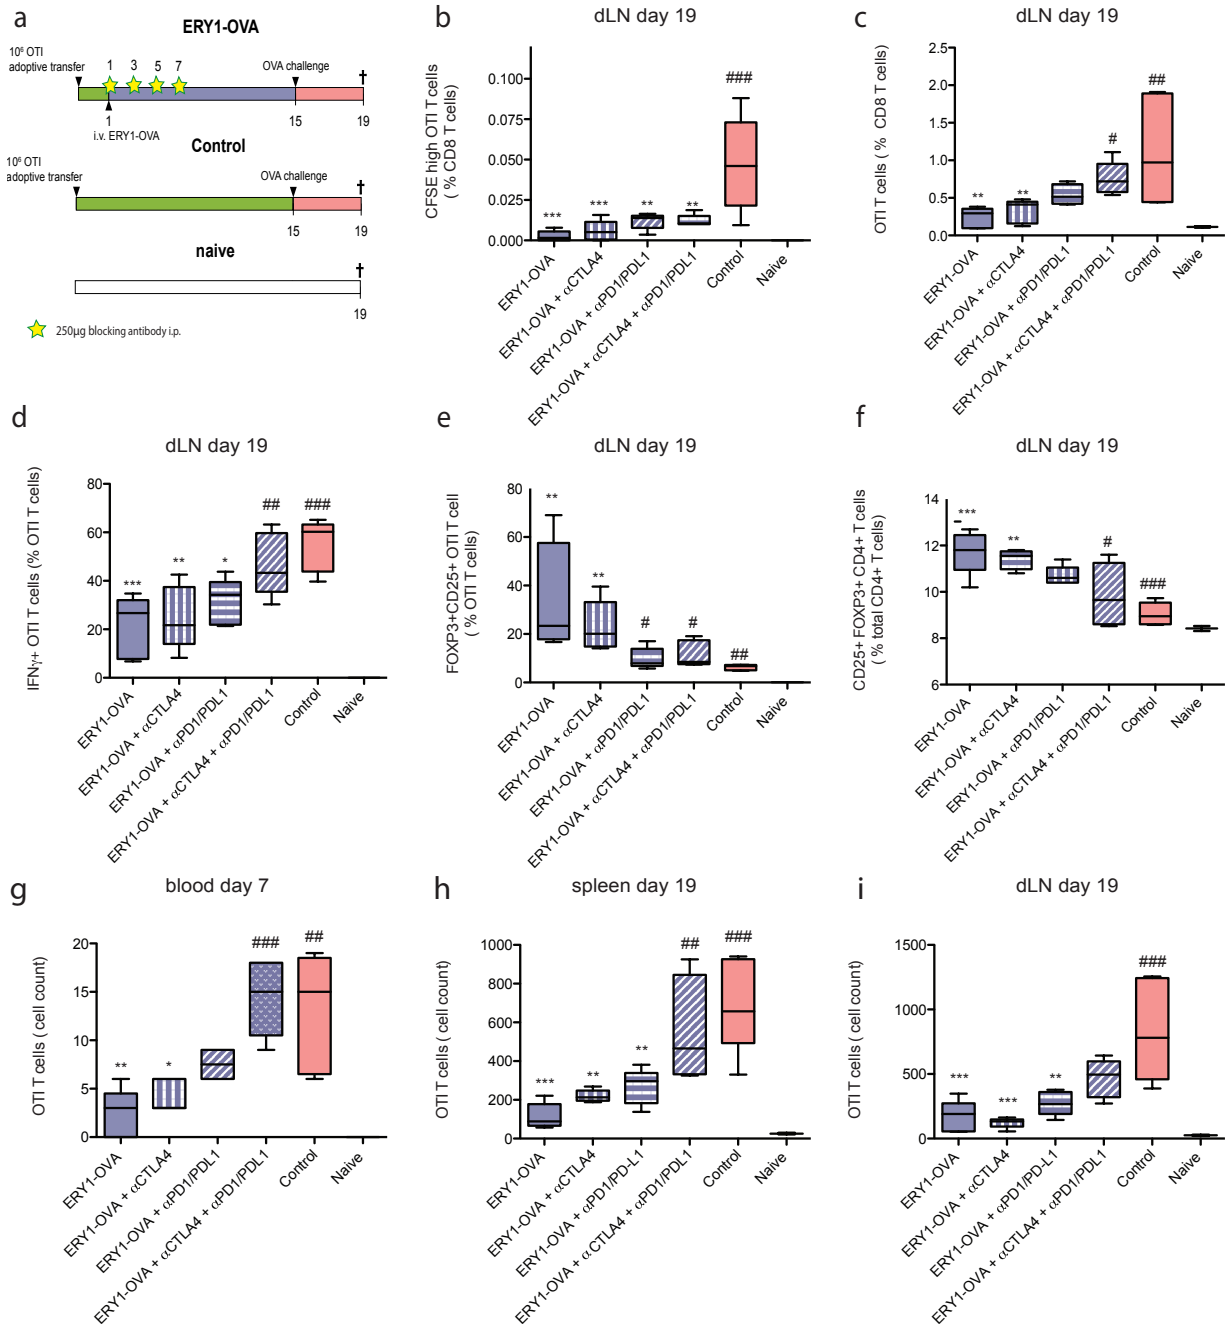 a
ERY1-OVA
10⁶ OTI
adoptive transfer
1 3 5 7
OVA challenge
†
1
15
19
i.v. ERY1-OVA
Control
10⁶ OTI
adoptive transfer
OVA challenge
†
15
19
naive
†
19
250µg blocking antibody i.p.
b
dLN day 19
CFSE high OTI T cells
( % CD8 T cells)
0.100
0.075
0.050
0.025
0.000
***
***
**
**
###
ERY1-OVA
ERY1-OVA + αCTLA4
ERY1-OVA + αPD1/PDL1
ERY1-OVA + αCTLA4 + αPD1/PDL1
Control
Naive
c
dLN day 19
OTI T cells ( % CD8 T cells)
2.5
2.0
1.5
1.0
0.5
0.0
**
**
#
##
ERY1-OVA
ERY1-OVA + αCTLA4
ERY1-OVA + αPD1/PDL1
ERY1-OVA + αCTLA4 + αPD1/PDL1
Control
Naive
d
dLN day 19
IFNγ+ OTI T cells (% OTI T cells)
80
60
40
20
0
***
**
*
##
###
ERY1-OVA
ERY1-OVA + αCTLA4
ERY1-OVA + αPD1/PDL1
ERY1-OVA + αCTLA4 + αPD1/PDL1
Control
Naive
e
dLN day 19
FOXP3+CD25+ OTI T cell
( % OTI T cells)
80
60
40
20
0
**
**
#
#
##
ERY1-OVA
ERY1-OVA + αCTLA4
ERY1-OVA + αPD1/PDL1
ERY1-OVA + αCTLA4 + αPD1/PDL1
Control
Naive
f
dLN day 19
CD25+ FOXP3+ CD4+ T cells
( % total CD4+ T cells)
14
12
10
8
6
***
**
#
###
ERY1-OVA
ERY1-OVA + αCTLA4
ERY1-OVA + αPD1/PDL1
ERY1-OVA + αCTLA4 + αPD1/PDL1
Control
Naive
g
blood day 7
OTI T cells ( cell count)
20
15
10
5
0
**
*
###
##
ERY1-OVA
ERY1-OVA + αCTLA4
ERY1-OVA + αPD1/PDL1
ERY1-OVA + αCTLA4 + αPD1/PDL1
Control
Naive
h
spleen day 19
OTI T cells ( cell count)
1000
800
600
400
200
0
***
**
**
##
###
ERY1-OVA
ERY1-OVA + αCTLA4
ERY1-OVA + αPD1/PD-L1
ERY1-OVA + αCTLA4 + αPD1/PDL1
Control
Naive
i
dLN day 19
OTI T cells ( cell count)
1500
1000
500
0
***
***
**
###
ERY1-OVA
ERY1-OVA + αCTLA4
ERY1-OVA + αPD1/PD-L1
ERY1-OVA + αCTLA4 + αPD1/PDL1
Control
Naive